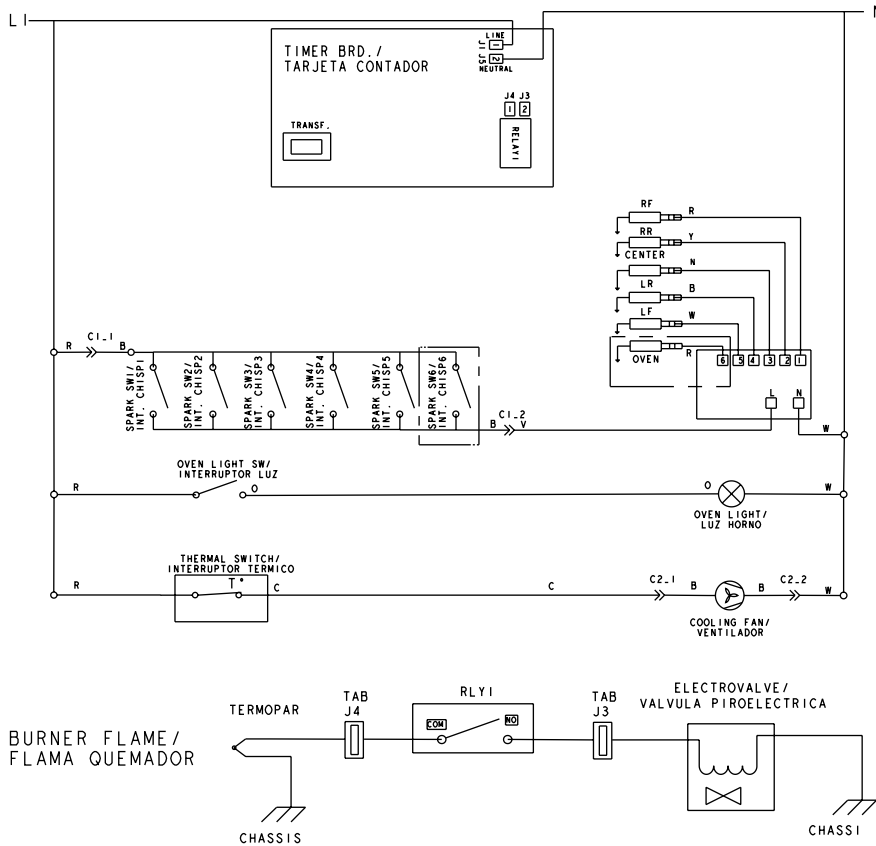 L1
N
TIMER BRD./
TARJETA CONTADOR
LINE
J1
1
J5
2
NEUTRAL
J4 J3
1 2
RELAY1
TRANSF.
RF
R
RR
Y
CENTER
N
LR
B
LF
W
OVEN
R
6 5 4 3 2 1
L N
R
C1_1
B
SPARK SW1/
INT. CHISP1
SPARK SW2/
INT. CHISP2
SPARK SW3/
INT. CHISP3
SPARK SW4/
INT. CHISP4
SPARK SW5/
INT. CHISP5
SPARK SW6/
INT. CHISP6
B
C1_2
V
W
OVEN LIGHT SW/
INTERRUPTOR LUZ
R
O
O
W
OVEN LIGHT/
LUZ HORNO
THERMAL SWITCH/
INTERRUPTOR TERMICO
R
T°
C
C
C2_1
B
B
C2_2
W
COOLING FAN/
VENTILADOR
BURNER FLAME/
FLAMA QUEMADOR
TERMOPAR
CHASSIS
TAB
J4
RLY1
COM
NO
TAB
J3
ELECTROVALVE/
VALVULA PIROELECTRICA
CHASSI